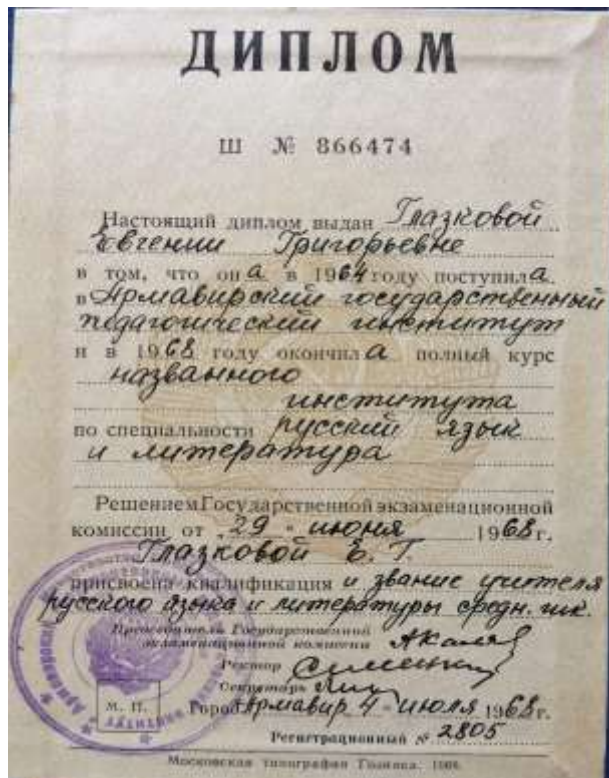 ДИПЛОМ
Ш № 866474
Настоящий диплом выдан Глазковой
Евгении Григорьевне
в том, что она в 1964 году поступила
в Армавирский государственный
педагогический институт
и в 1968 году окончила полный курс
названного
института
по специальности русский язык
и литература
Решением Государственной экзаменационной
комиссии от „29" июня 1968 г.
Глазковой Е. Г.
присвоена квалификация и звание учителя
русского языка и литературы средн. шк.
Председатель Государственной
экзаменационной комиссии
Ректор
Секретарь
М. П.
Город Армавир 4 июля 1968 г.
Регистрационный № 2805
Московская типография Гознака.